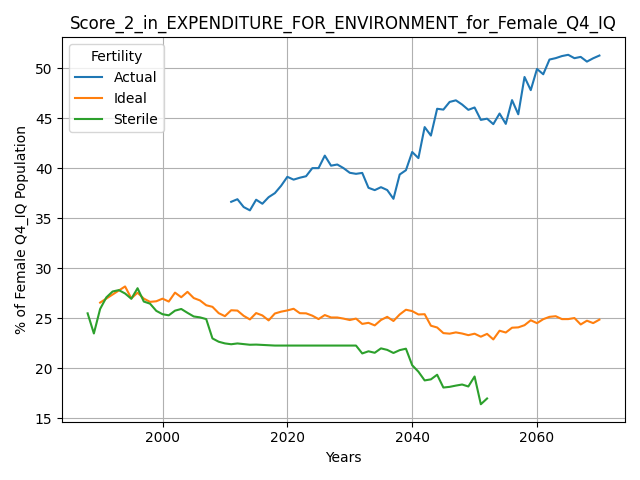 Score_2_in_EXPENDITURE_FOR_ENVIRONMENT_for_Female_Q4_IQ
Fertility
Actual
Ideal
Sterile
% of Female Q4_IQ Population
50
45
40
35
30
25
20
15
2000
2020
2040
2060
Years